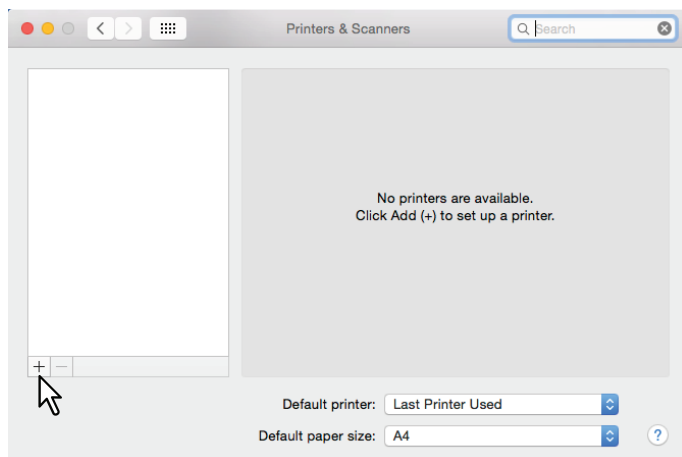 Printers & Scanners
Search
No printers are available.
Click Add (+) to set up a printer.
+ −
Default printer: Last Printer Used
Default paper size: A4
?